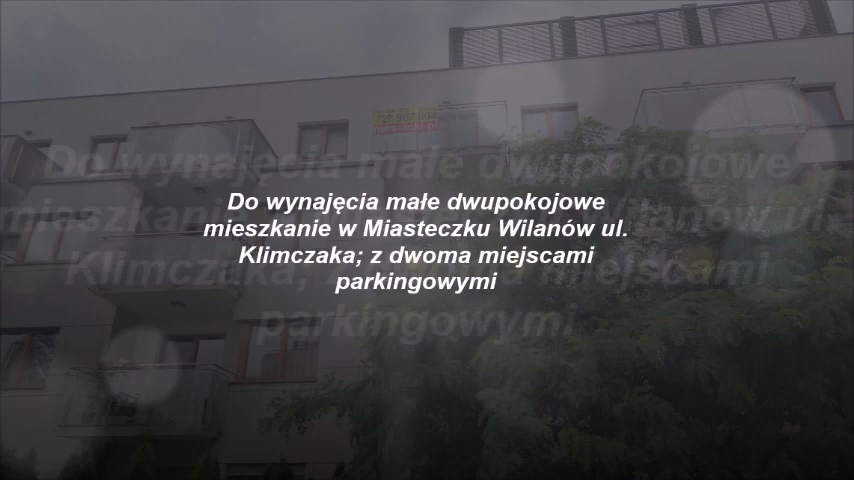 Do wynajęcia małe dwupokojowe
mieszkanie w Miasteczku Wilanów ul.
Klimczaka; z dwoma miejscami
parkingowymi